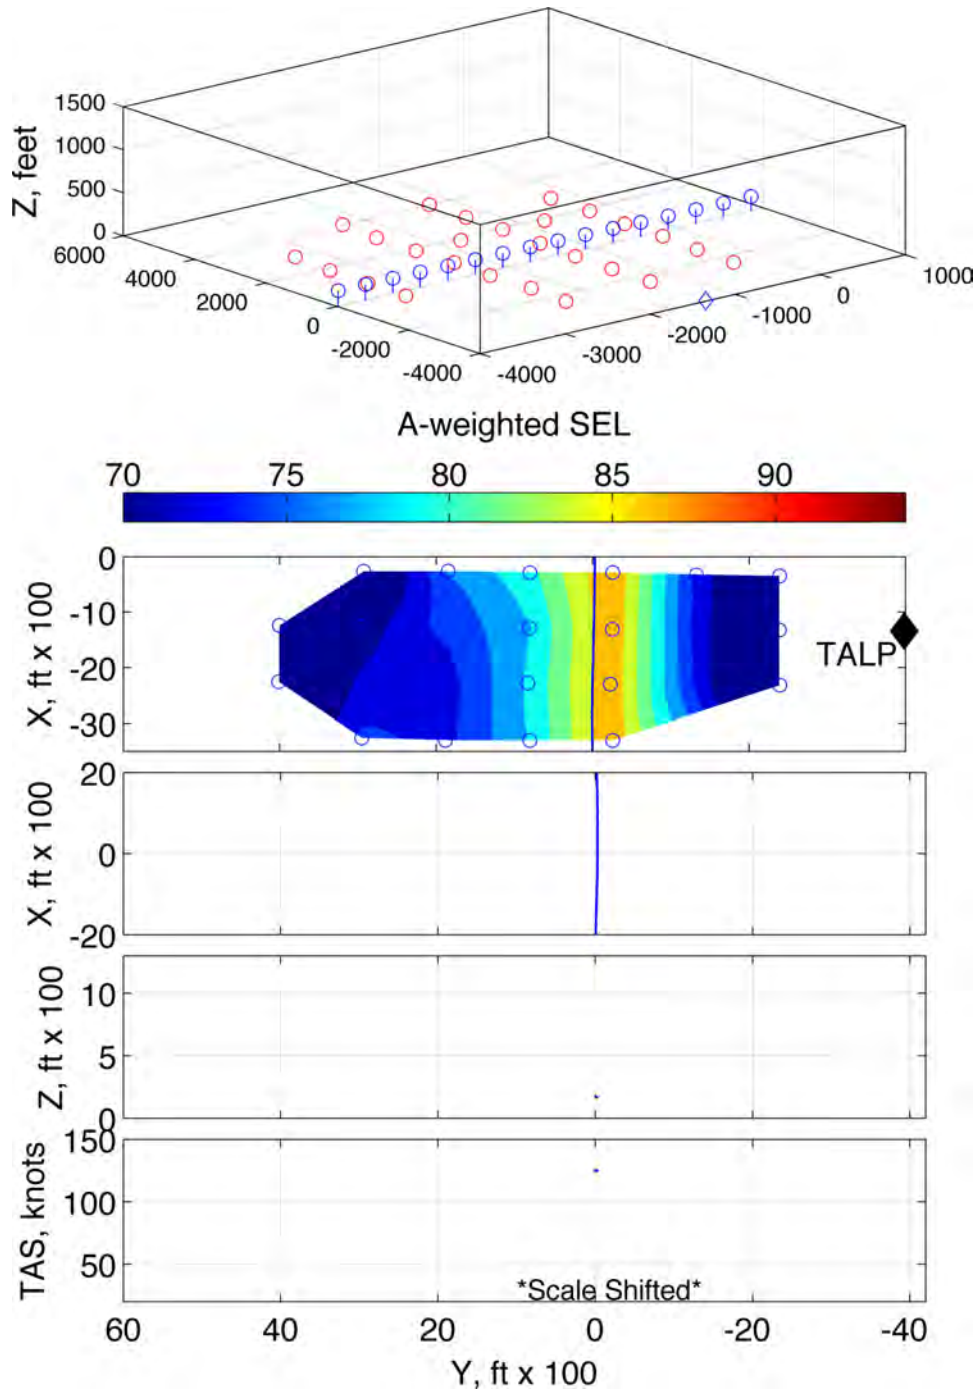 1500
1000
500
0
Z, feet
6000
4000
2000
0
-2000
-4000
-4000
-3000
-2000
-1000
0
1000
A-weighted SEL
70 75 80 85 90
0
-10
-20
-30
X, ft x 100
TALP
20
0
-20
X, ft x 100
10
5
0
Z, ft x 100
150
100
50
TAS, knots
*Scale Shifted*
60 40 20 0 -20 -40
Y, ft x 100